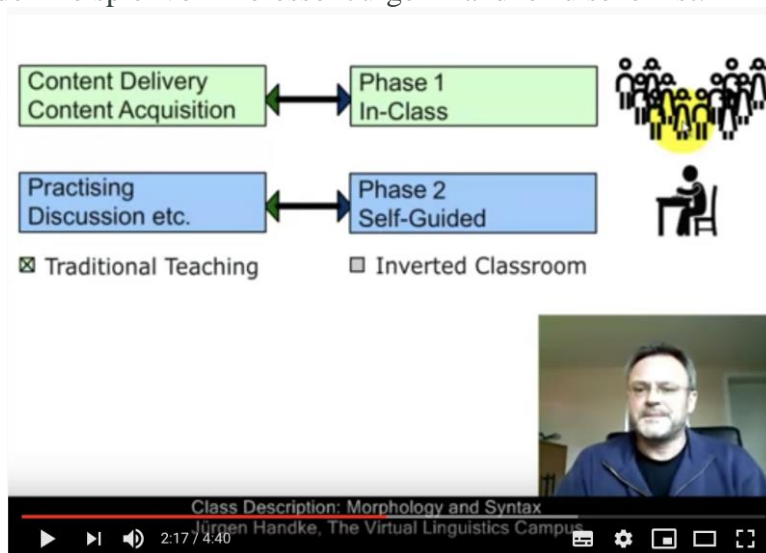 Content Delivery
Content Acquisition
Phase 1
In-Class
Practising
Discussion etc.
Phase 2
Self-Guided
Traditional Teaching
Inverted Classroom
Class Description: Morphology and Syntax
Jürgen Handke, The Virtual Linguistics Campus
2:17 / 4:40